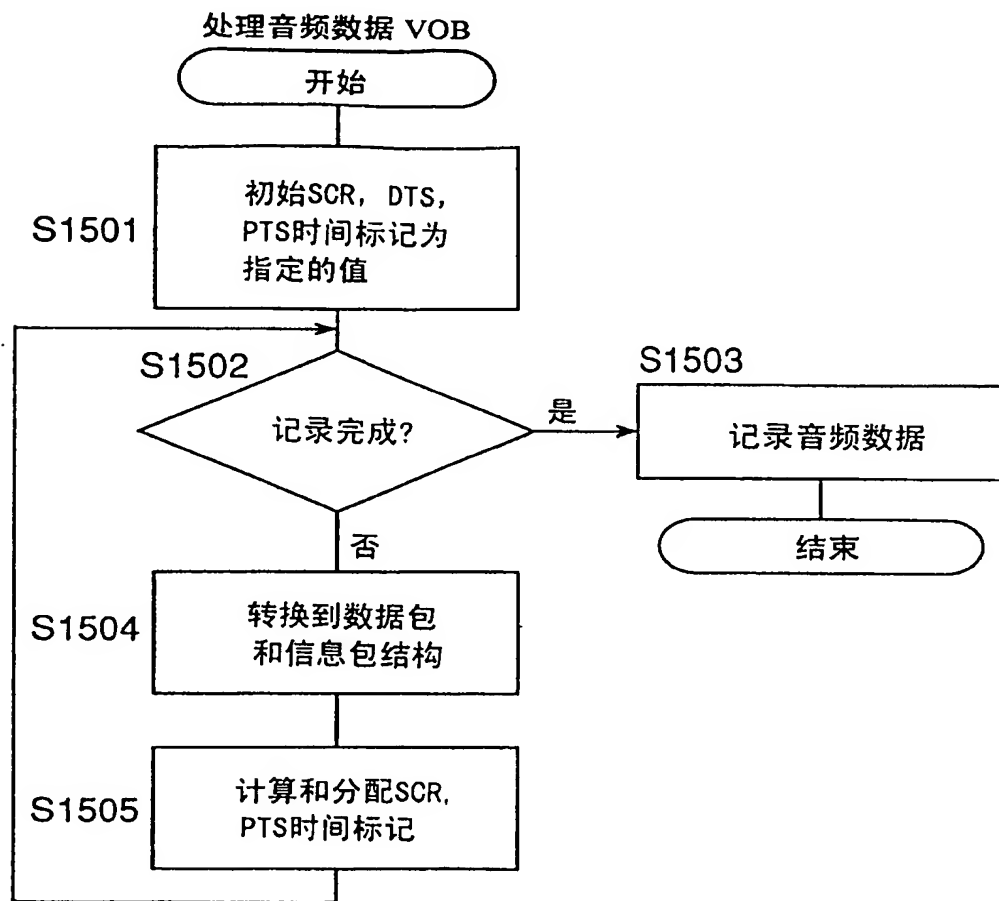 处理音频数据 VOB
开始
S1501
初始SCR, DTS,
PTS时间标记为
指定的值
S1502
记录完成?
是
S1503
记录音频数据
结束
否
S1504
转换到数据包
和信息包结构
S1505
计算和分配SCR,
PTS时间标记